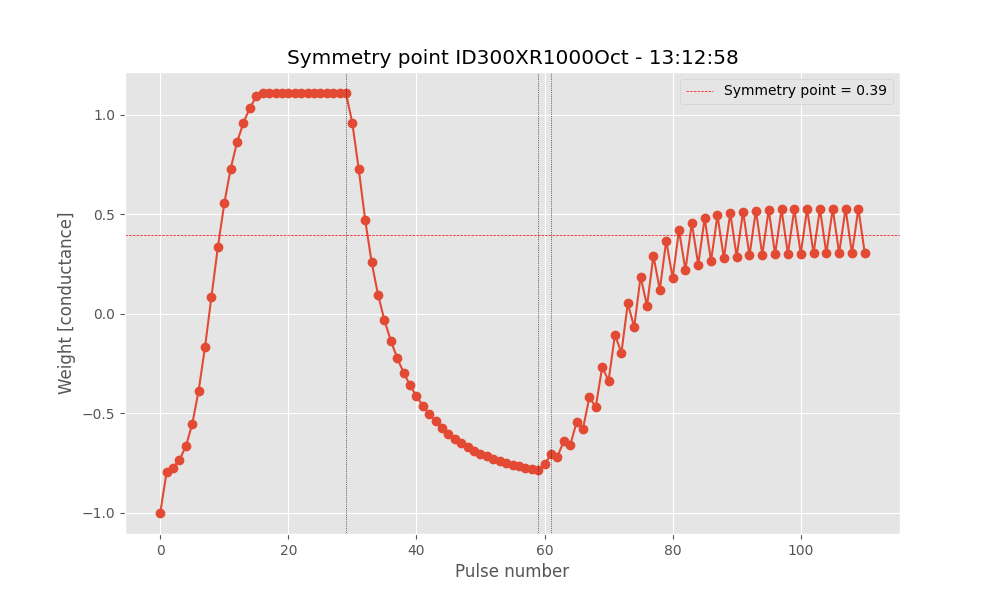 Symmetry point ID300XR1000Oct - 13:12:58
Symmetry point = 0.39
Weight [conductance]
1.0
0.5
0.0
−0.5
−1.0
0 20 40 60 80 100
Pulse number